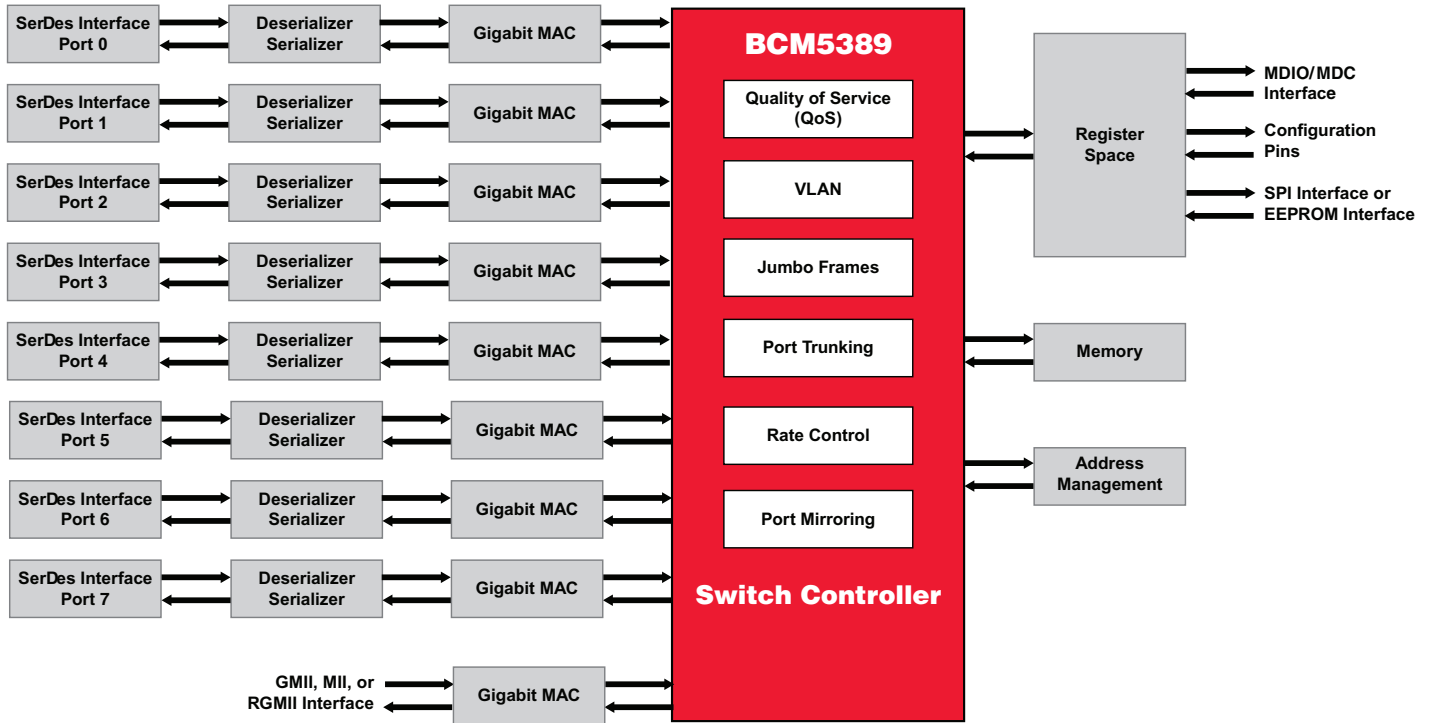 SerDes Interface
Port 0
Deserializer
Serializer
Gigabit MAC
SerDes Interface
Port 1
Deserializer
Serializer
Gigabit MAC
SerDes Interface
Port 2
Deserializer
Serializer
Gigabit MAC
SerDes Interface
Port 3
Deserializer
Serializer
Gigabit MAC
SerDes Interface
Port 4
Deserializer
Serializer
Gigabit MAC
SerDes Interface
Port 5
Deserializer
Serializer
Gigabit MAC
SerDes Interface
Port 6
Deserializer
Serializer
Gigabit MAC
SerDes Interface
Port 7
Deserializer
Serializer
Gigabit MAC
GMII, MII, or
RGMII Interface
Gigabit MAC
BCM5389
Quality of Service
(QoS)
VLAN
Jumbo Frames
Port Trunking
Rate Control
Port Mirroring
Switch Controller
Register
Space
MDIO/MDC
Interface
Configuration
Pins
SPI Interface or
EEPROM Interface
Memory
Address
Management